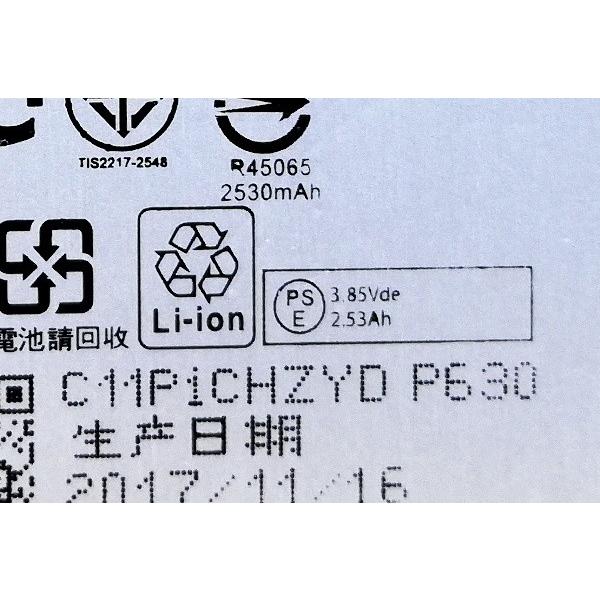 TIS2217-2548
R45065
2530mAh
Li-ion
PS
E
3.85Vdc
2.53Ah
電池請回收
C11P1CHZYD P630
生产日期
2017/11/16